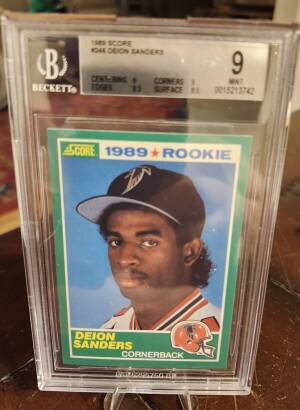 1989 SCORE
#246 DEION SANDERS
CENTERING 9 CORNERS 9
EDGES 9.5 SURFACE 8.5
9
MINT
0015213742
BECKETT
SCORE
1989 ★ ROOKIE
DEION
SANDERS
CORNERBACK